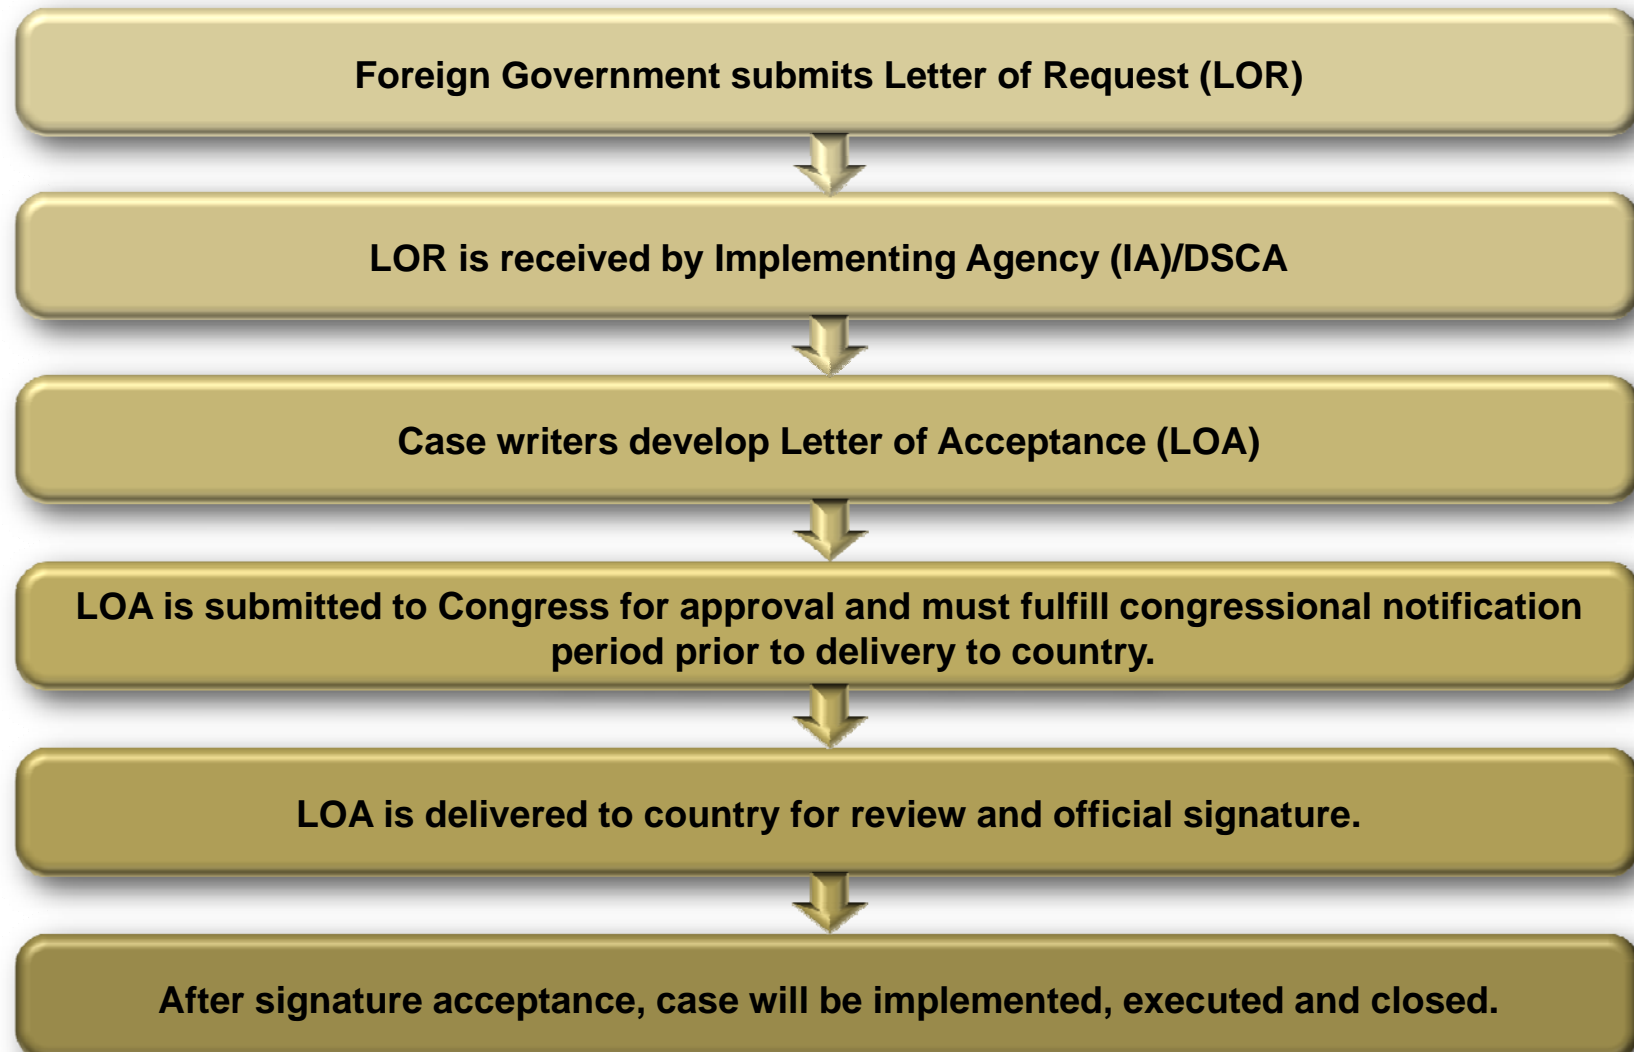 Foreign Government submits Letter of Request (LOR)
LOR is received by Implementing Agency (IA)/DSCA
Case writers develop Letter of Acceptance (LOA)
LOA is submitted to Congress for approval and must fulfill congressional notification
period prior to delivery to country.
LOA is delivered to country for review and official signature.
After signature acceptance, case will be implemented, executed and closed.